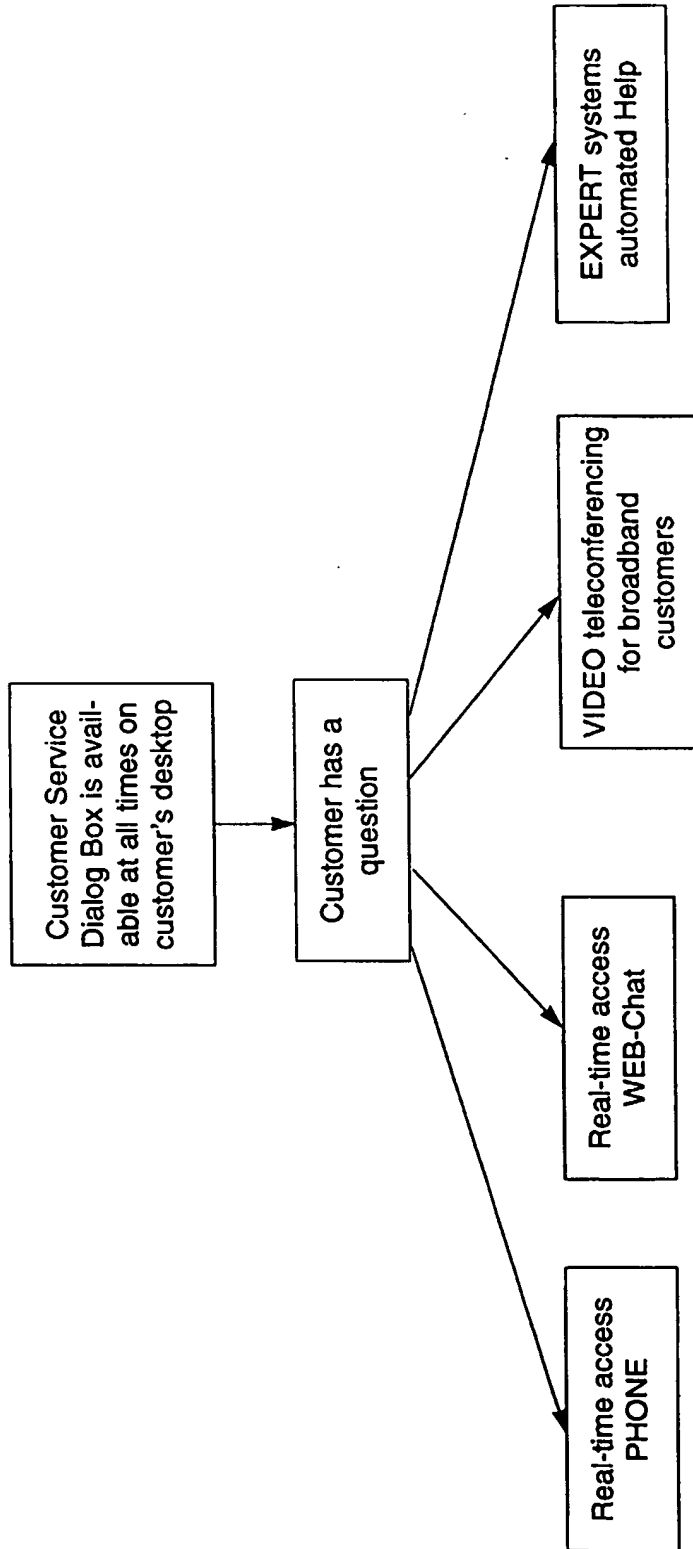 Customer Service
Dialog Box is avail-
able at all times on
customer's desktop
Customer has a
question
Real-time access
PHONE
Real-time access
WEB-Chat
VIDEO teleconferencing
for broadband
customers
EXPERT systems
automated Help